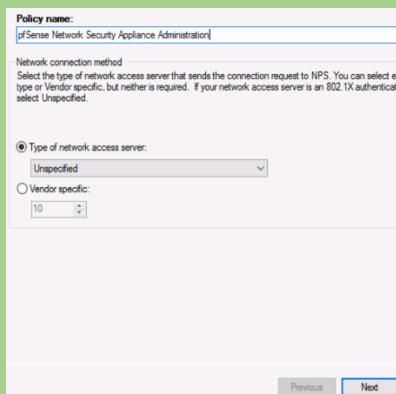 Policy name:
pfSense Network Security Appliance Administration
Network connection method
Select the type of network access server that sends the connection request to NPS. You can select e
type or Vendor specific, but neither is required. If your network access server is an 802.1X authenticat
select Unspecified.
Type of network access server:
Unspecified
Vendor specific:
10
Previous
Next